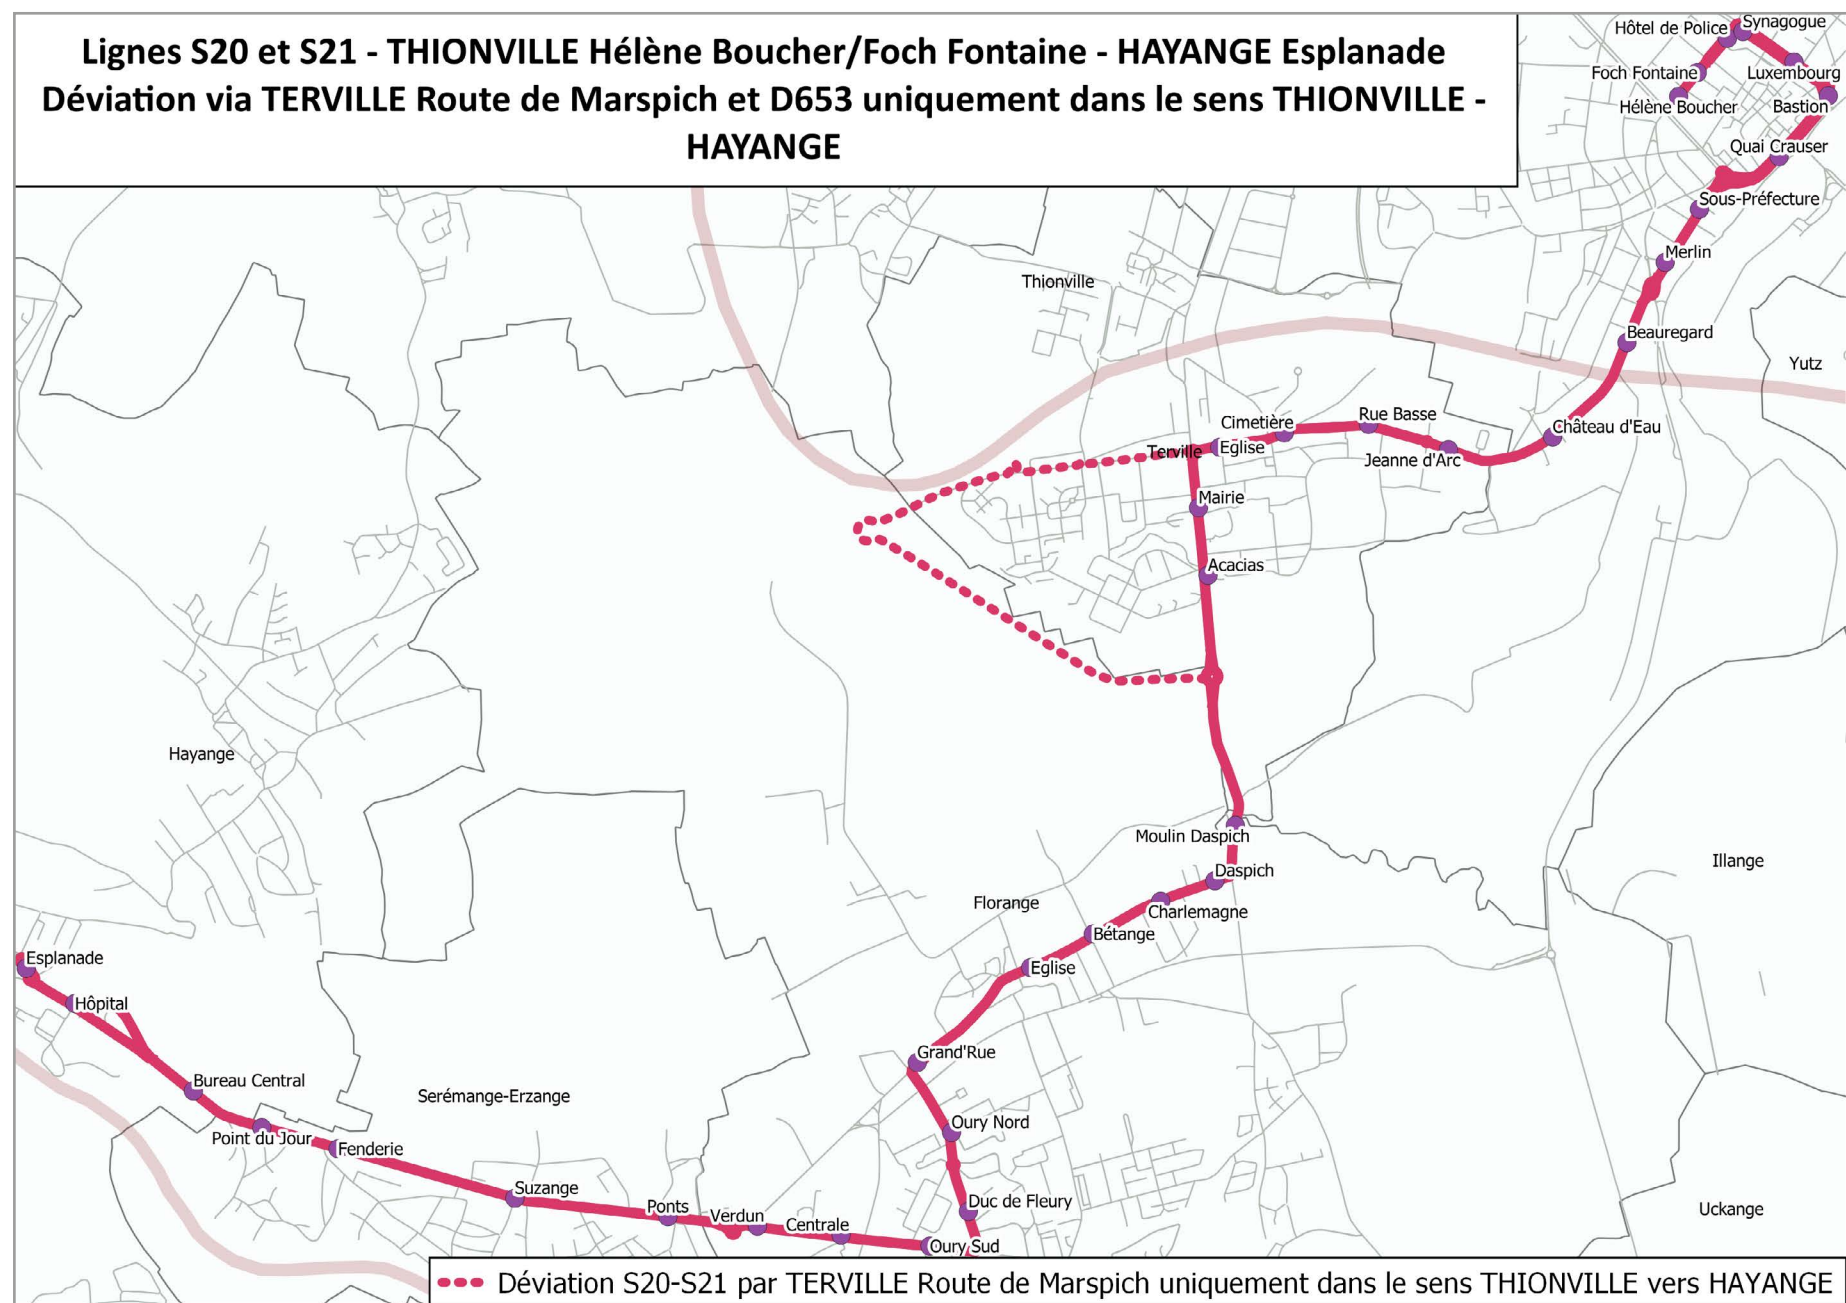 Lignes S20 et S21 - THIONVILLE Hélène Boucher/Foch Fontaine - HAYANGE Esplanade
Déviation via TERVILLE Route de Marspich et D653 uniquement dans le sens THIONVILLE -
HAYANGE
Synagogue
Hôtel de Police
Foch Fontaine
Luxembourg
Hélène Boucher
Bastion
Quai Crauser
Sous-Préfecture
Merlin
Thionville
Beauregard
Yutz
Château d'Eau
Rue Basse
Cimetière
Jeanne d'Arc
Eglise
Terville
Mairie
Acacias
Hayange
Moulin Daspich
Illange
Daspich
Florange
Charlemagne
Bétange
Eglise
Esplanade
Hôpital
Grand'Rue
Bureau Central
Serémange-Erzange
Oury Nord
Point du Jour
Fenderie
Suzange
Duc de Fleury
Ponts
Verdun
Centrale
Uckange
Oury Sud
Déviation S20-S21 par TERVILLE Route de Marspich uniquement dans le sens THIONVILLE vers HAYANGE